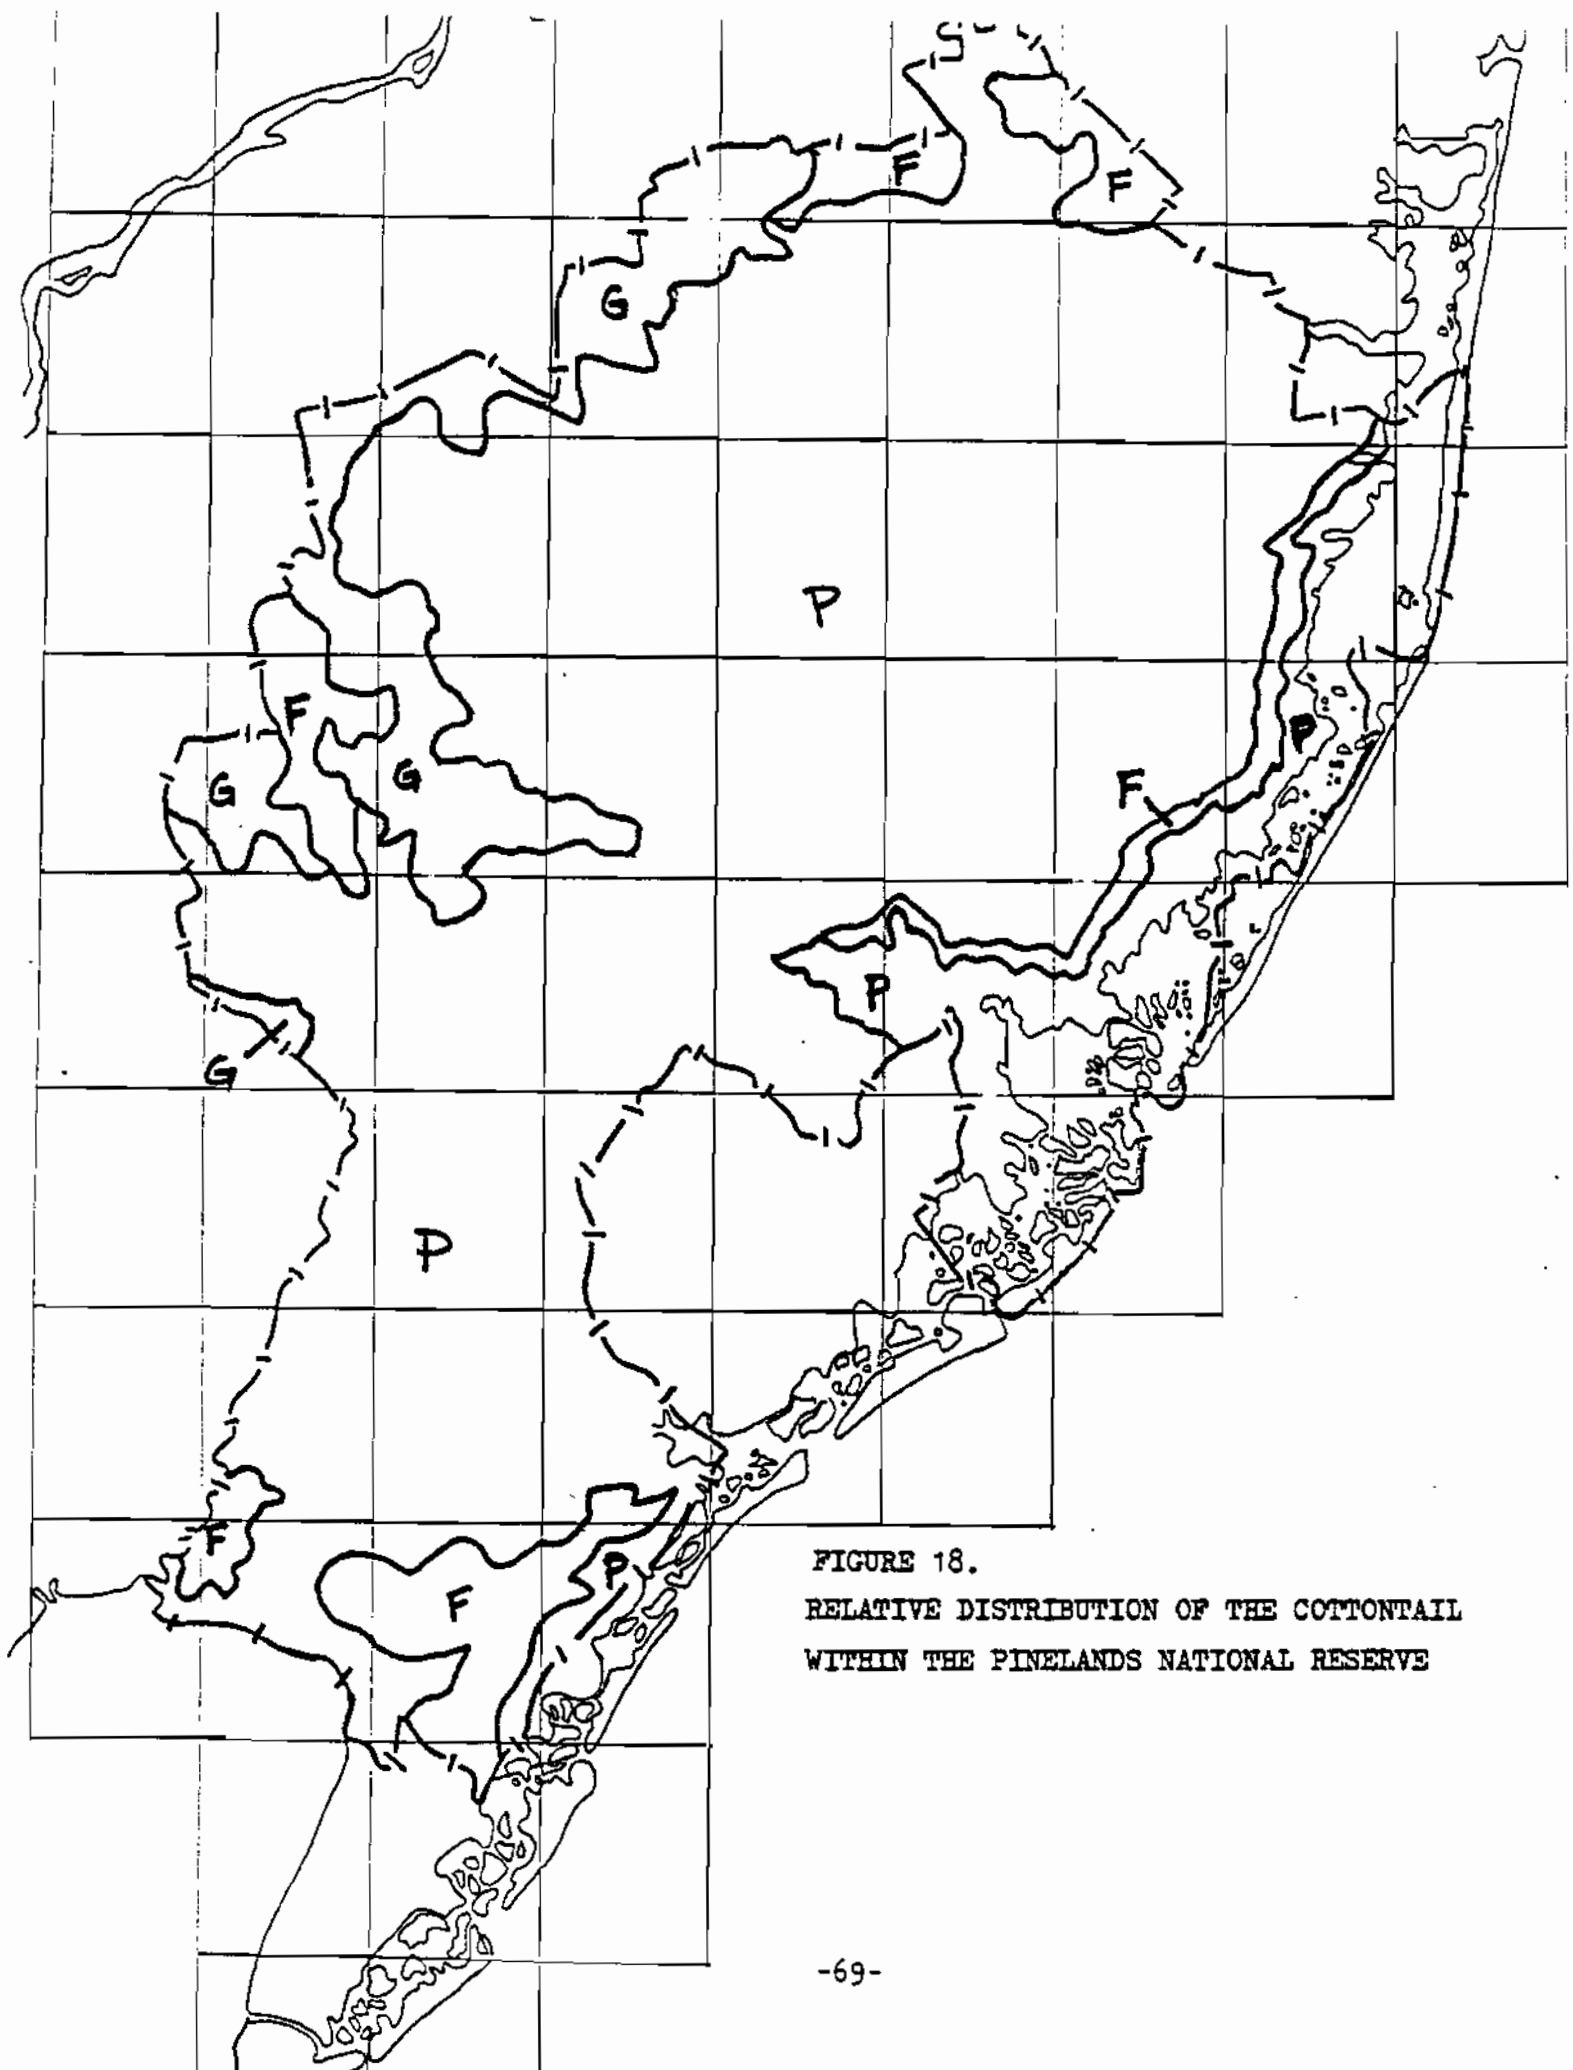 F
F
G
P
F
G
G
P
F
P
G
P
F
P
F
FIGURE 18.
RELATIVE DISTRIBUTION OF THE COTTONTAIL
WITHIN THE PINELANDS NATIONAL RESERVE
-69-